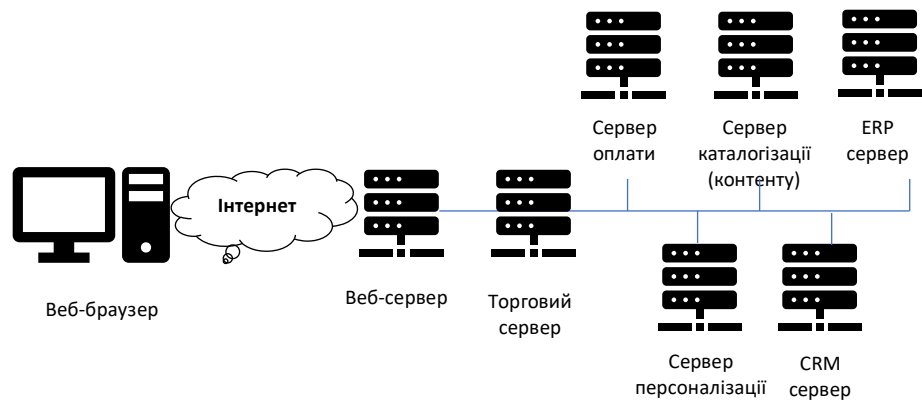 Сервер
оплати
Сервер
каталогізації
(контенту)
ERP
сервер
Інтернет
Веб-браузер
Веб-сервер
Торговий
сервер
Сервер
персоналізації
CRM
сервер